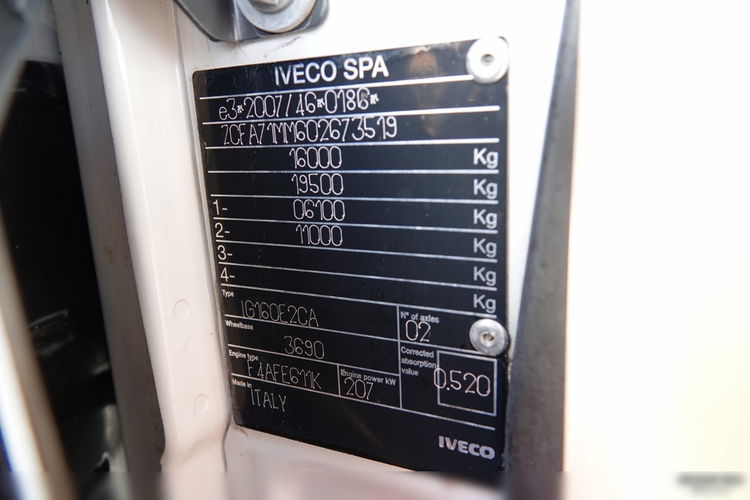 IVECO SPA
e3*2007/46*0186*
ZCFA71MM602673519
16000 Kg
19500 Kg
1- 06100 Kg
2- 11000 Kg
3- Kg
4- Kg
Type IG160E2CA
N° of axles 02
Wheelbase 3690
Engine type F4AFE611K
Engine power kW 207
Corrected absorption value 0.520
Made in ITALY
IVECO